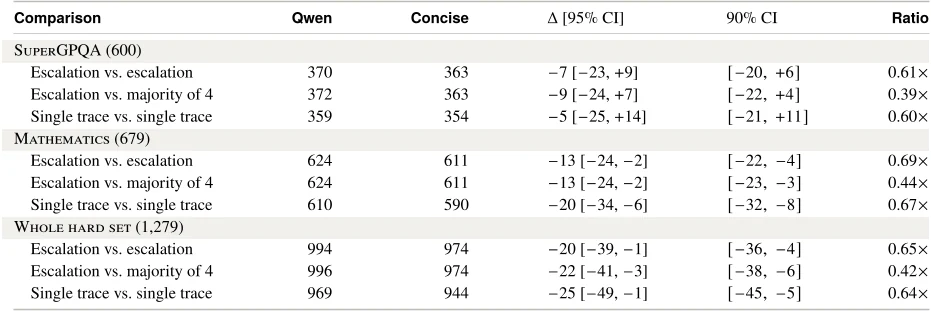 Comparison Qwen Concise Δ [95% CI] 90% CI Ratio
SUPERGPQA (600)
Escalation vs. escalation 370 363 −7 [−23, +9] [−20, +6] 0.61×
Escalation vs. majority of 4 372 363 −9 [−24, +7] [−22, +4] 0.39×
Single trace vs. single trace 359 354 −5 [−25, +14] [−21, +11] 0.60×
MATHEMATICS (679)
Escalation vs. escalation 624 611 −13 [−24, −2] [−22, −4] 0.69×
Escalation vs. majority of 4 624 611 −13 [−24, −2] [−23, −3] 0.44×
Single trace vs. single trace 610 590 −20 [−34, −6] [−32, −8] 0.67×
WHOLE HARD SET (1,279)
Escalation vs. escalation 994 974 −20 [−39, −1] [−36, −4] 0.65×
Escalation vs. majority of 4 996 974 −22 [−41, −3] [−38, −6] 0.42×
Single trace vs. single trace 969 944 −25 [−49, −1] [−45, −5] 0.64×